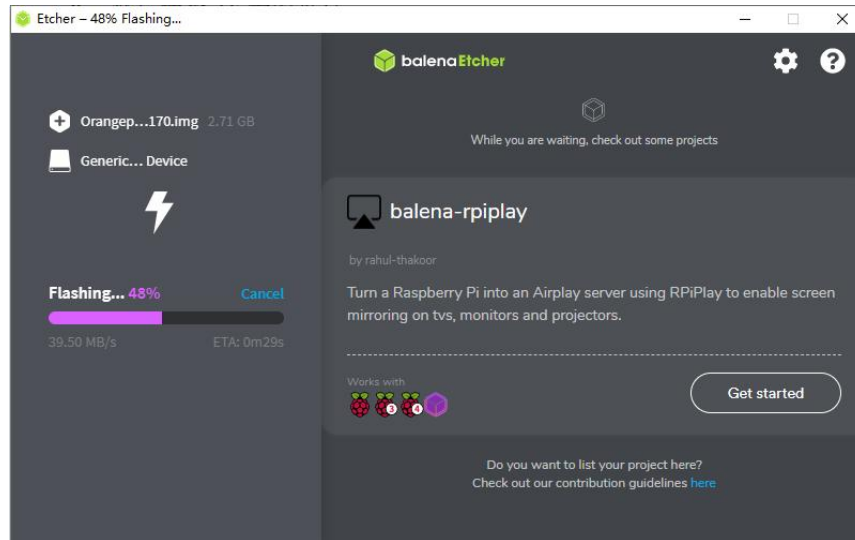 Etcher – 48% Flashing...
balenaEtcher
Orangep...170.img 2.71 GB
Generic... Device
Flashing... 48% Cancel
39.50 MB/s ETA: 0m29s
While you are waiting, check out some projects
balena-rpiplay
by rahul-thakoor
Turn a Raspberry Pi into an Airplay server using RPiPlay to enable screen
mirroring on tvs, monitors and projectors.
Works with
3 4
Get started
Do you want to list your project here?
Check out our contribution guidelines here